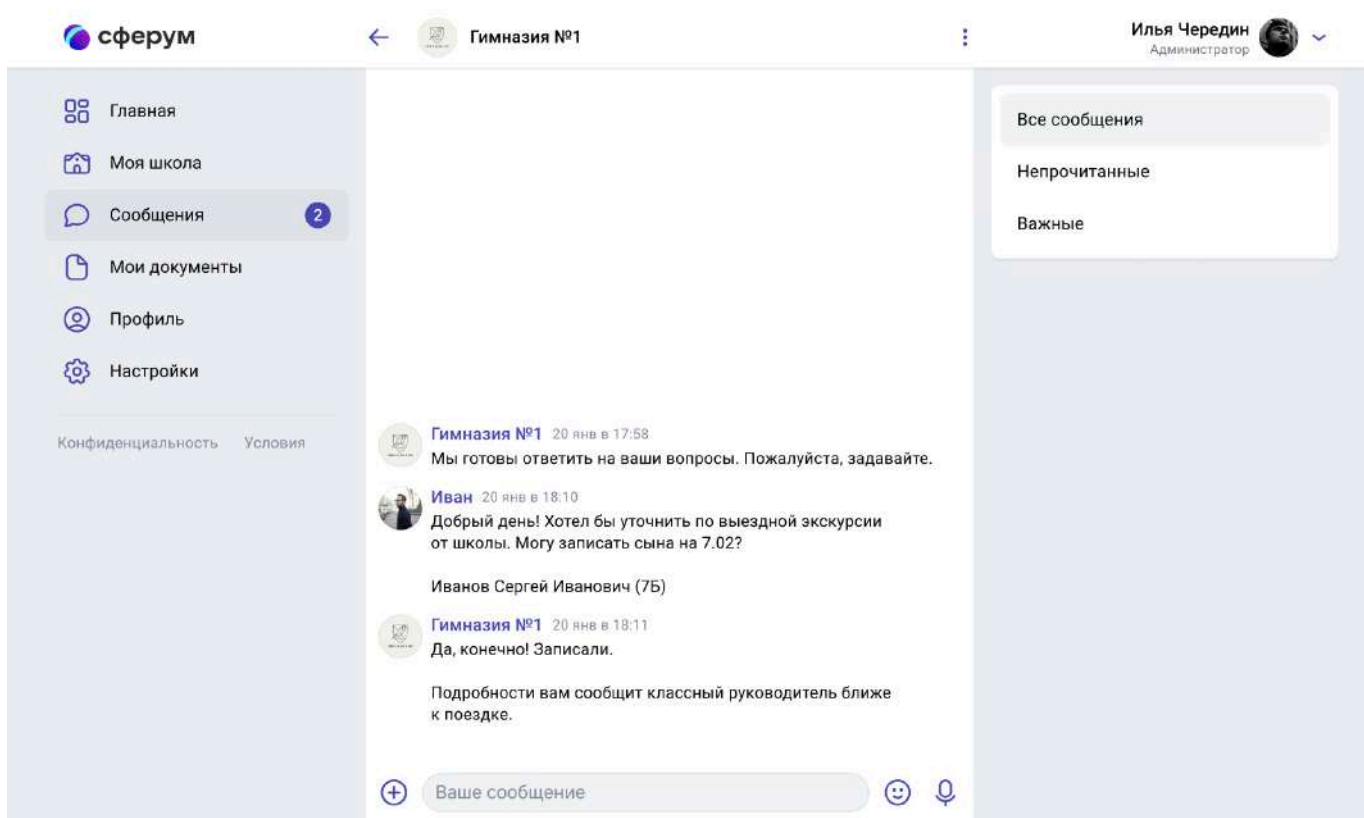 сферум
Гимназия №1
Илья Чередин
Администратор
Главная
Моя школа
Сообщения 2
Мои документы
Профиль
Настройки
Конфиденциальность Условия
Гимназия №1 20 янв в 17:58
Мы готовы ответить на ваши вопросы. Пожалуйста, задавайте.
Иван 20 янв в 18:10
Добрый день! Хотел бы уточнить по выездной экскурсии
от школы. Могу записать сына на 7.02?
Иванов Сергей Иванович (7Б)
Гимназия №1 20 янв в 18:11
Да, конечно! Записали.
Подробности вам сообщит классный руководитель ближе
к поездке.
Ваше сообщение
Все сообщения
Непрочитанные
Важные